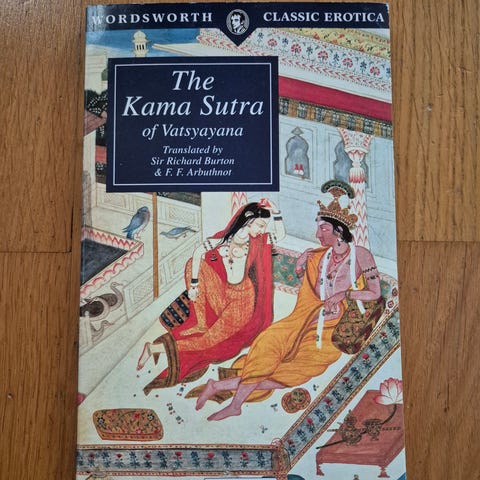 WORDSWORTH CLASSIC EROTICA
The
Kama Sutra
of Vatsyayana
Translated by
Sir Richard Burton
& F. F. Arbuthnot